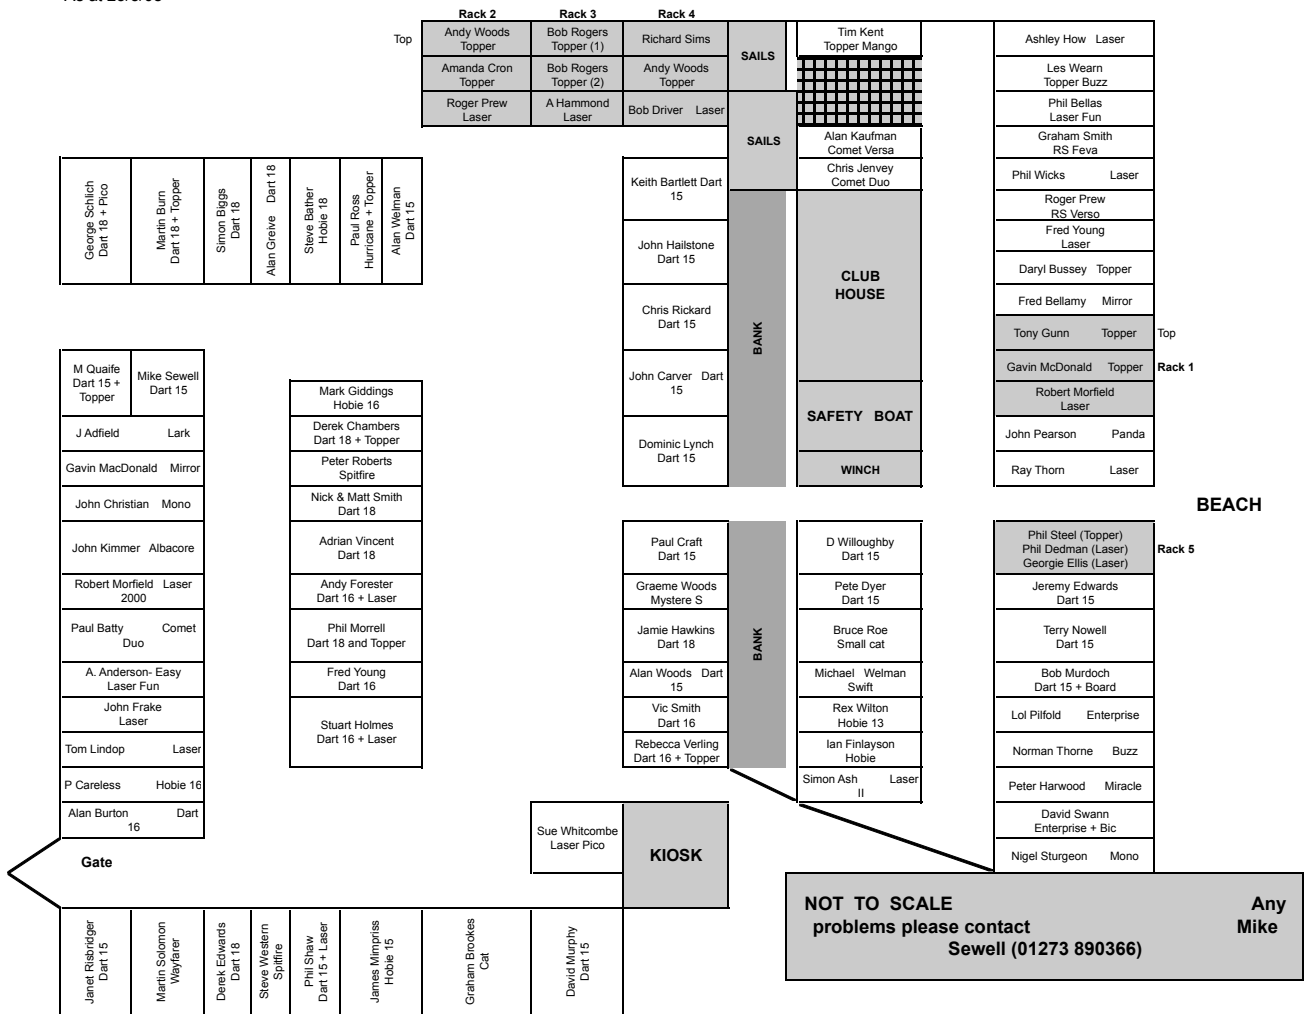 Rack 2
Rack 3
Rack 4
Top
Andy Woods
Topper
Bob Rogers
Topper (1)
Richard Sims
SAILS
Tim Kent
Topper Mango
Ashley How Laser
Amanda Cron
Topper
Bob Rogers
Topper (2)
Andy Woods
Topper
Les Wearn
Topper Buzz
Roger Prew
Laser
A Hammond
Laser
Bob Driver Laser
SAILS
Phil Bellas
Laser Fun
Alan Kaufman
Comet Versa
Graham Smith
RS Feva
George Schlich
Dart 18 + Pico
Martin Burn
Dart 18 + Topper
Simon Biggs
Dart 18
Alan Greive Dart 18
Steve Bather
Hobie 18
Paul Ross
Hurricane + Topper
Alan Welman
Dart 15
Keith Bartlett Dart
15
Chris Jenvey
Comet Duo
Phil Wicks Laser
Roger Prew
RS Verso
John Hailstone
Dart 15
BANK
CLUB
HOUSE
Fred Young
Laser
Daryl Bussey Topper
Chris Rickard
Dart 15
Fred Bellamy Mirror
Tony Gunn Topper
Top
M Quaife
Dart 15 +
Topper
Mike Sewell
Dart 15
John Carver Dart
15
Gavin McDonald Topper
Rack 1
Mark Giddings
Hobie 16
SAFETY BOAT
Robert Morfield
Laser
J Adfield Lark
Derek Chambers
Dart 18 + Topper
Dominic Lynch
Dart 15
John Pearson Panda
Gavin MacDonald Mirror
Peter Roberts
Spitfire
WINCH
Ray Thorn Laser
John Christian Mono
Nick & Matt Smith
Dart 18
BEACH
John Kimmer Albacore
Adrian Vincent
Dart 18
Paul Craft
Dart 15
BANK
D Willoughby
Dart 15
Phil Steel (Topper)
Phil Dedman (Laser)
Georgie Ellis (Laser)
Rack 5
Robert Morfield Laser
2000
Andy Forester
Dart 16 + Laser
Graeme Woods
Mystere S
Pete Dyer
Dart 15
Jeremy Edwards
Dart 15
Paul Batty Comet
Duo
Phil Morrell
Dart 18 and Topper
Jamie Hawkins
Dart 18
Bruce Roe
Small cat
Terry Nowell
Dart 15
A. Anderson- Easy
Laser Fun
Fred Young
Dart 16
Alan Woods Dart
15
Michael Welman
Swift
Bob Murdoch
Dart 15 + Board
John Frake
Laser
Stuart Holmes
Dart 16 + Laser
Vic Smith
Dart 16
Rex Wilton
Hobie 13
Lol Pilfold Enterprise
Tom Lindop Laser
Rebecca Verling
Dart 16 + Topper
Ian Finlayson
Hobie
Norman Thorne Buzz
P Careless Hobie 16
Simon Ash Laser
II
Peter Harwood Miracle
Alan Burton Dart
16
Sue Whitcombe
Laser Pico
KIOSK
David Swann
Enterprise + Bic
Gate
Nigel Sturgeon Mono
Janet Risbridger
Dart 15
Martin Solomon
Wayfarer
Derek Edwards
Dart 18
Steve Western
Spitfire
Phil Shaw
Dart 15 + Laser
James Mimpriss
Hobie 15
Graham Brookes
Cat
David Murphy
Dart 15
NOT TO SCALE Any
problems please contact Mike
Sewell (01273 890366)